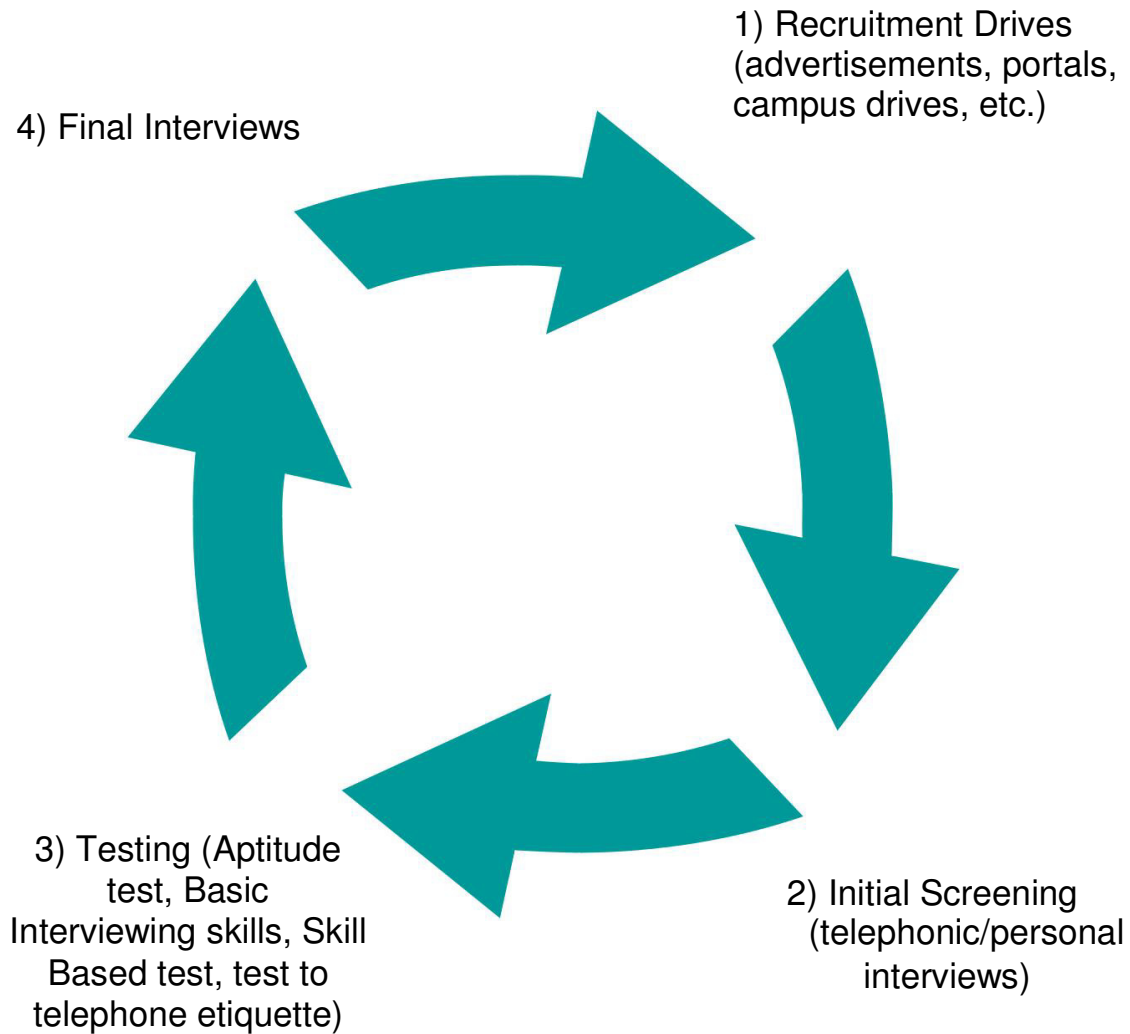 1) Recruitment Drives
(advertisements, portals,
campus drives, etc.)
2) Initial Screening
(telephonic/personal
interviews)
3) Testing (Aptitude
test, Basic
Interviewing skills, Skill
Based test, test to
telephone etiquette)
4) Final Interviews